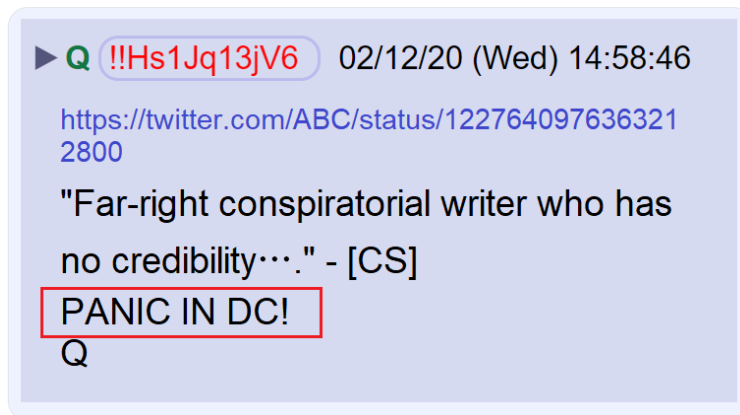 ▶ Q !!Hs1Jq13jV6 02/12/20 (Wed) 14:58:46
https://twitter.com/ABC/status/122764097636321
2800
"Far-right conspiratorial writer who has
no credibility⋯." - [CS]
PANIC IN DC!
Q